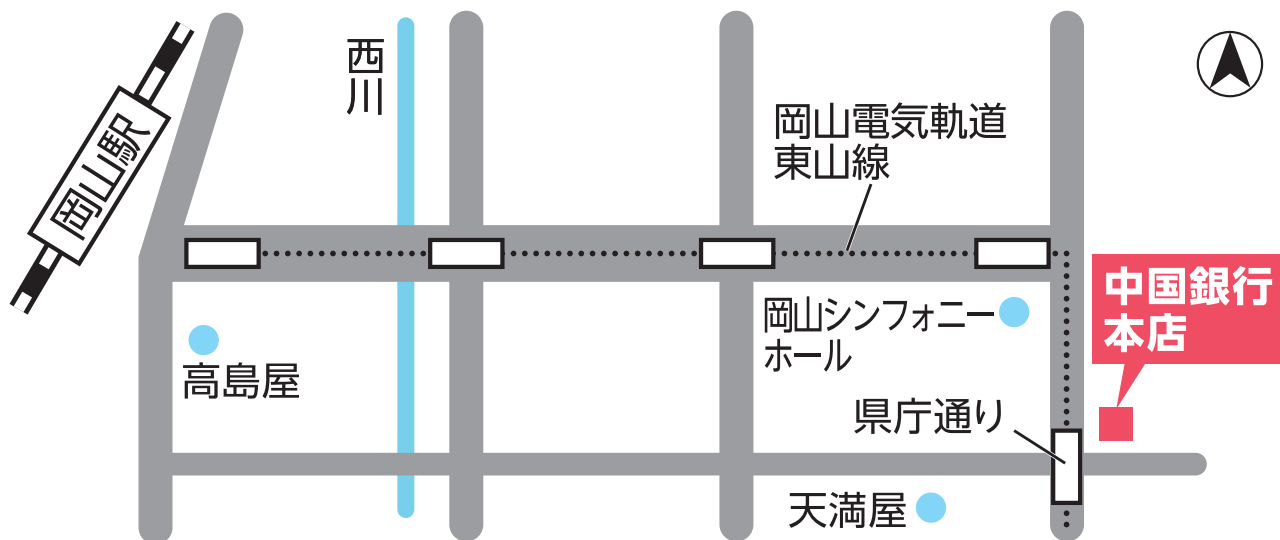 西川
岡山駅
岡山電気軌道
東山線
中国銀行
本店
岡山シンフォニー
ホール
高島屋
県庁通り
天満屋